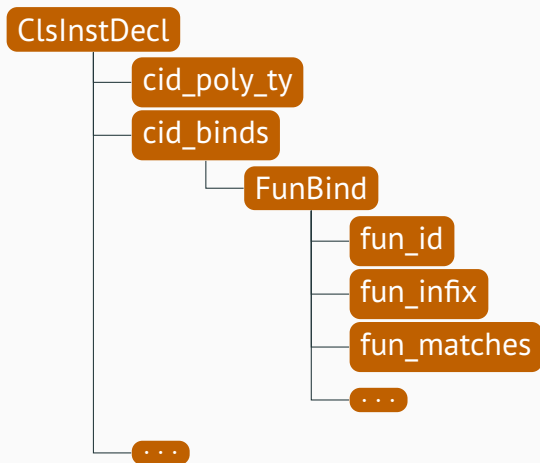 ClsInstDecl
cid_poly_ty
cid_binds
FunBind
fun_id
fun_infix
fun_matches
· · ·
· · ·